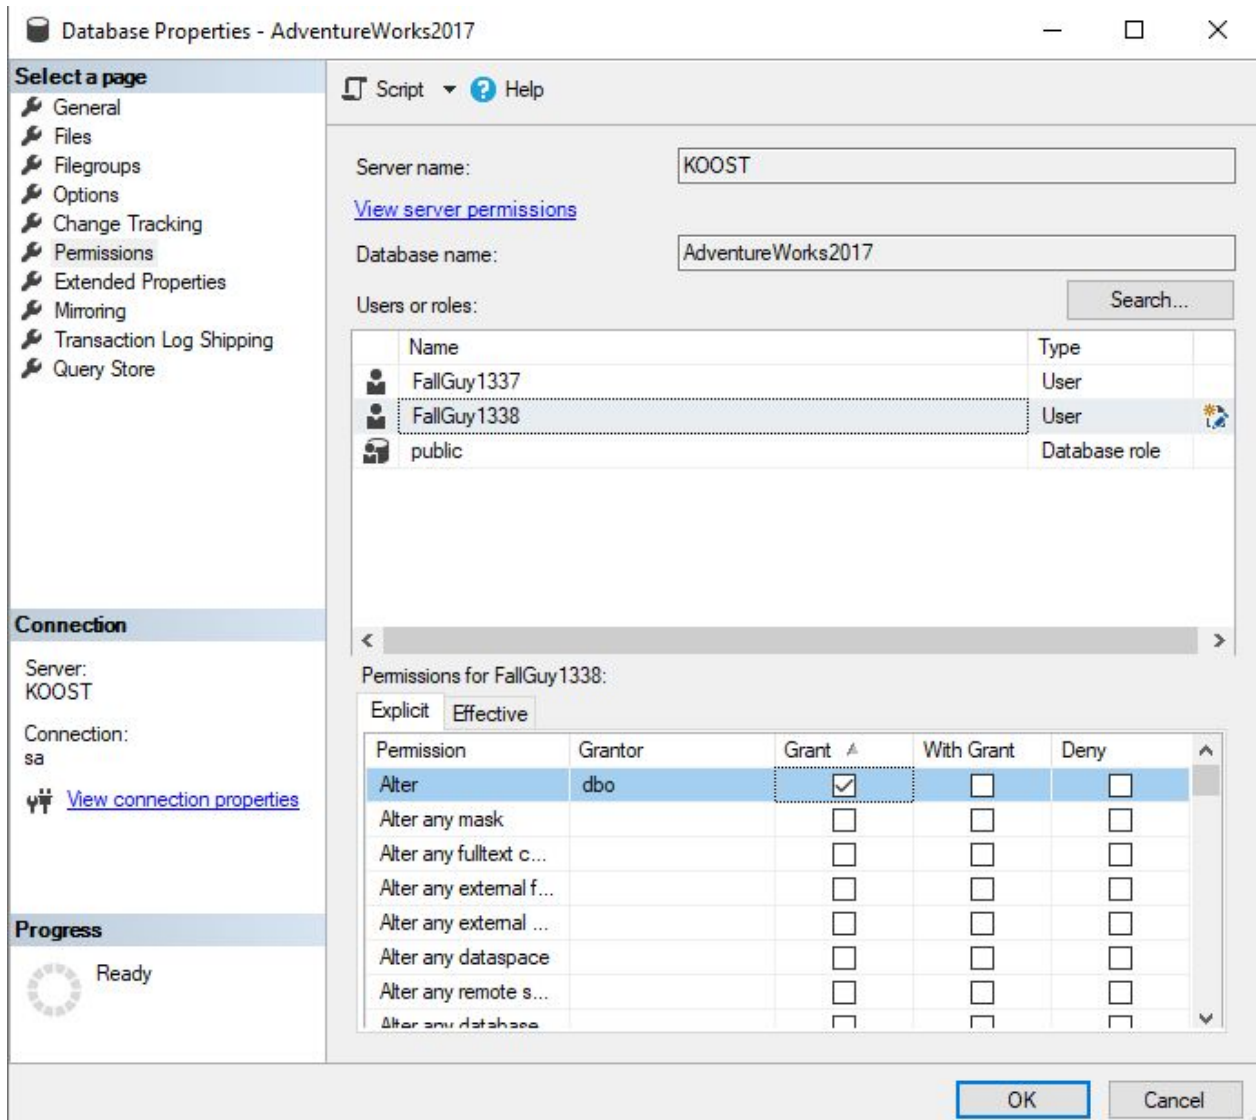 Database Properties - AdventureWorks2017
Select a page
General
Files
Filegroups
Options
Change Tracking
Permissions
Extended Properties
Mirroring
Transaction Log Shipping
Query Store
Connection
Server:
KOOST
Connection:
sa
View connection properties
Progress
Ready
Script Help
Server name: KOOST
View server permissions
Database name: AdventureWorks2017
Users or roles: Search...
Name Type
FallGuy1337 User
FallGuy1338 User
public Database role
Permissions for FallGuy1338:
Explicit Effective
Permission Grantor Grant With Grant Deny
Alter dbo
Alter any mask
Alter any fulltext c...
Alter any external f...
Alter any external ...
Alter any dataspace
Alter any remote s...
Alter any database
OK Cancel